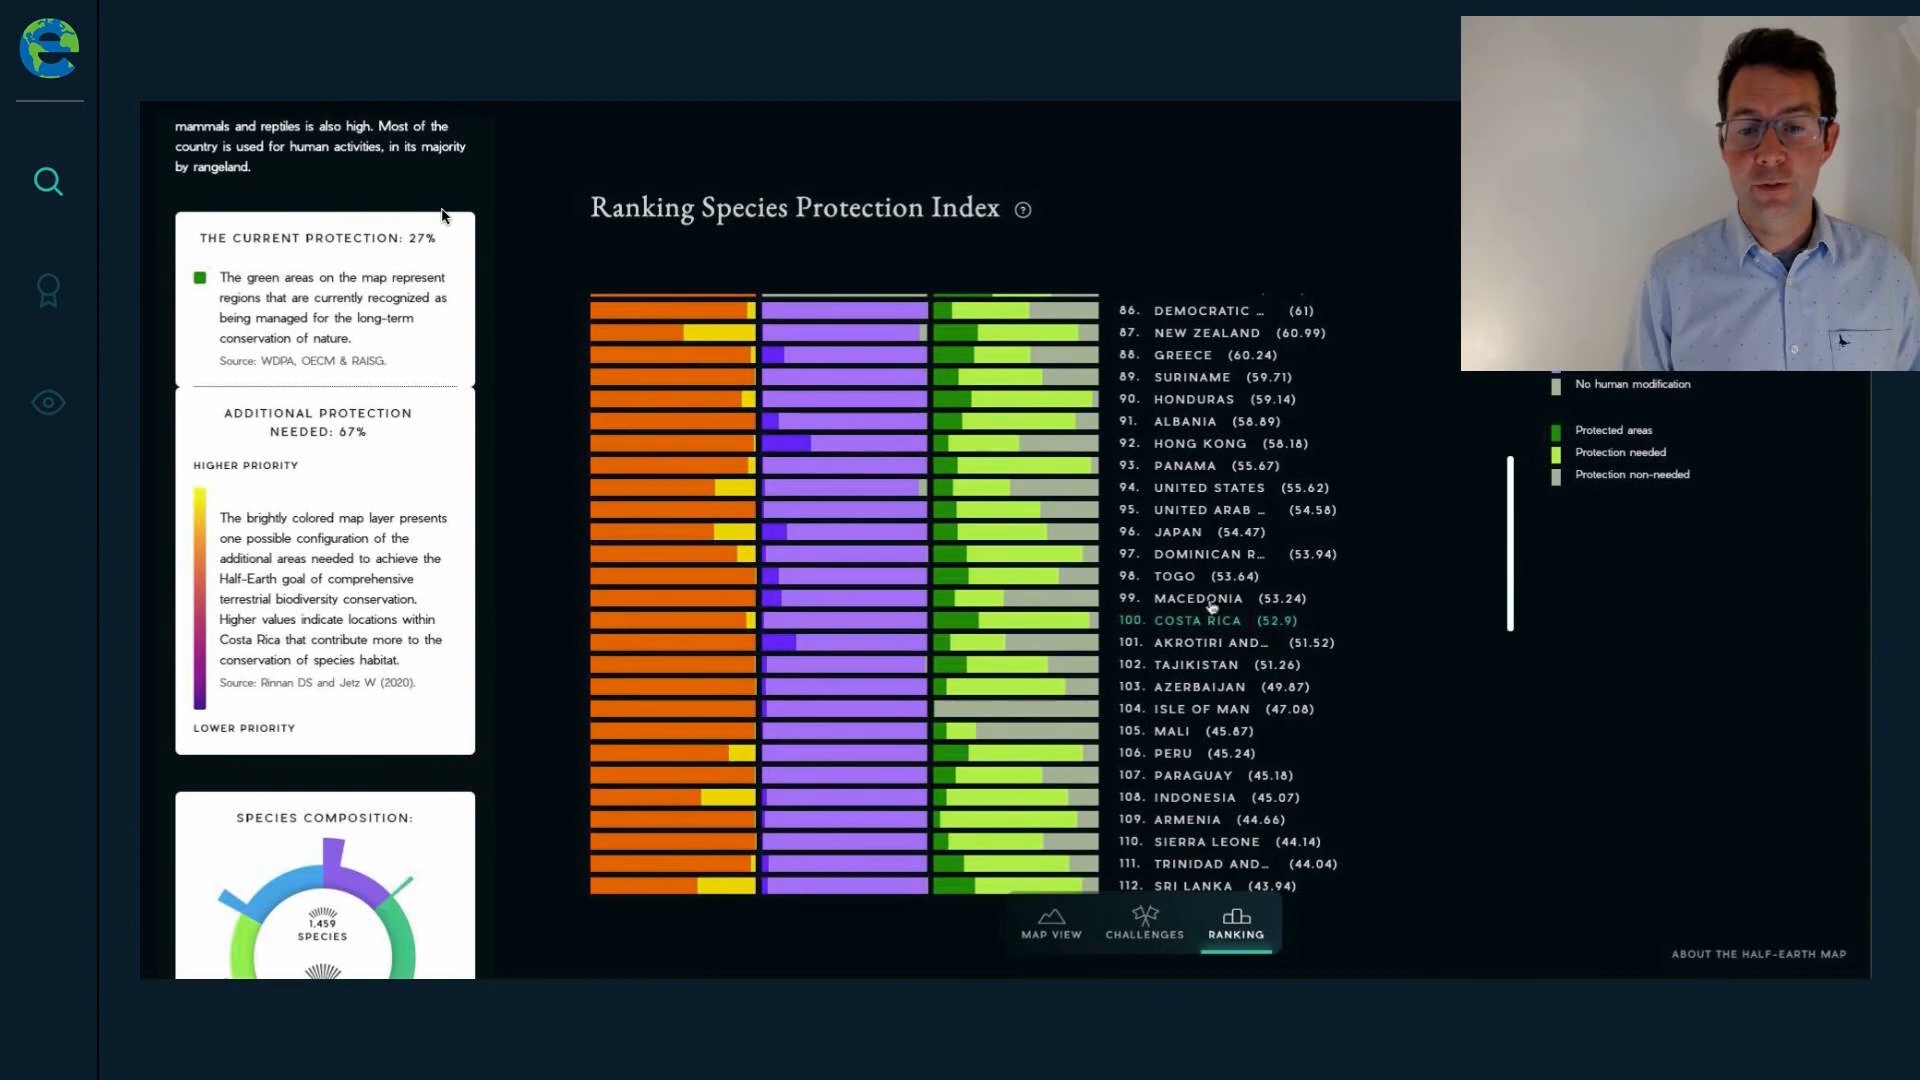 mammals and reptiles is also high. Most of the
country is used for human activities, in its majority
by rangeland.
THE CURRENT PROTECTION: 27%
The green areas on the map represent
regions that are currently recognized as
being managed for the long-term
conservation of nature.
Source: WDPA, OECM & RAISG.
ADDITIONAL PROTECTION
NEEDED: 67%
HIGHER PRIORITY
The brightly colored map layer presents
one possible configuration of the
additional areas needed to achieve the
Half-Earth goal of comprehensive
terrestrial biodiversity conservation.
Higher values indicate locations within
Costa Rica that contribute more to the
conservation of species habitat.
Source: Rinnan DS and Jetz W (2020).
LOWER PRIORITY
SPECIES COMPOSITION:
1,459
SPECIES
Ranking Species Protection Index ?
86. DEMOCRATIC ... (61)
87. NEW ZEALAND (60.99)
88. GREECE (60.24)
89. SURINAME (59.71)
90. HONDURAS (59.14)
91. ALBANIA (58.89)
92. HONG KONG (58.18)
93. PANAMA (55.67)
94. UNITED STATES (55.62)
95. UNITED ARAB ... (54.58)
96. JAPAN (54.47)
97. DOMINICAN R... (53.94)
98. TOGO (53.64)
99. MACEDONIA (53.24)
100. COSTA RICA (52.9)
101. AKROTIRI AND... (51.52)
102. TAJIKISTAN (51.26)
103. AZERBAIJAN (49.87)
104. ISLE OF MAN (47.08)
105. MALI (45.87)
106. PERU (45.24)
107. PARAGUAY (45.18)
108. INDONESIA (45.07)
109. ARMENIA (44.66)
110. SIERRA LEONE (44.14)
111. TRINIDAD AND... (44.04)
112. SRI LANKA (43.94)
MAP VIEW
CHALLENGES
RANKING
No human modification
Protected areas
Protection needed
Protection non-needed
ABOUT THE HALF-EARTH MAP